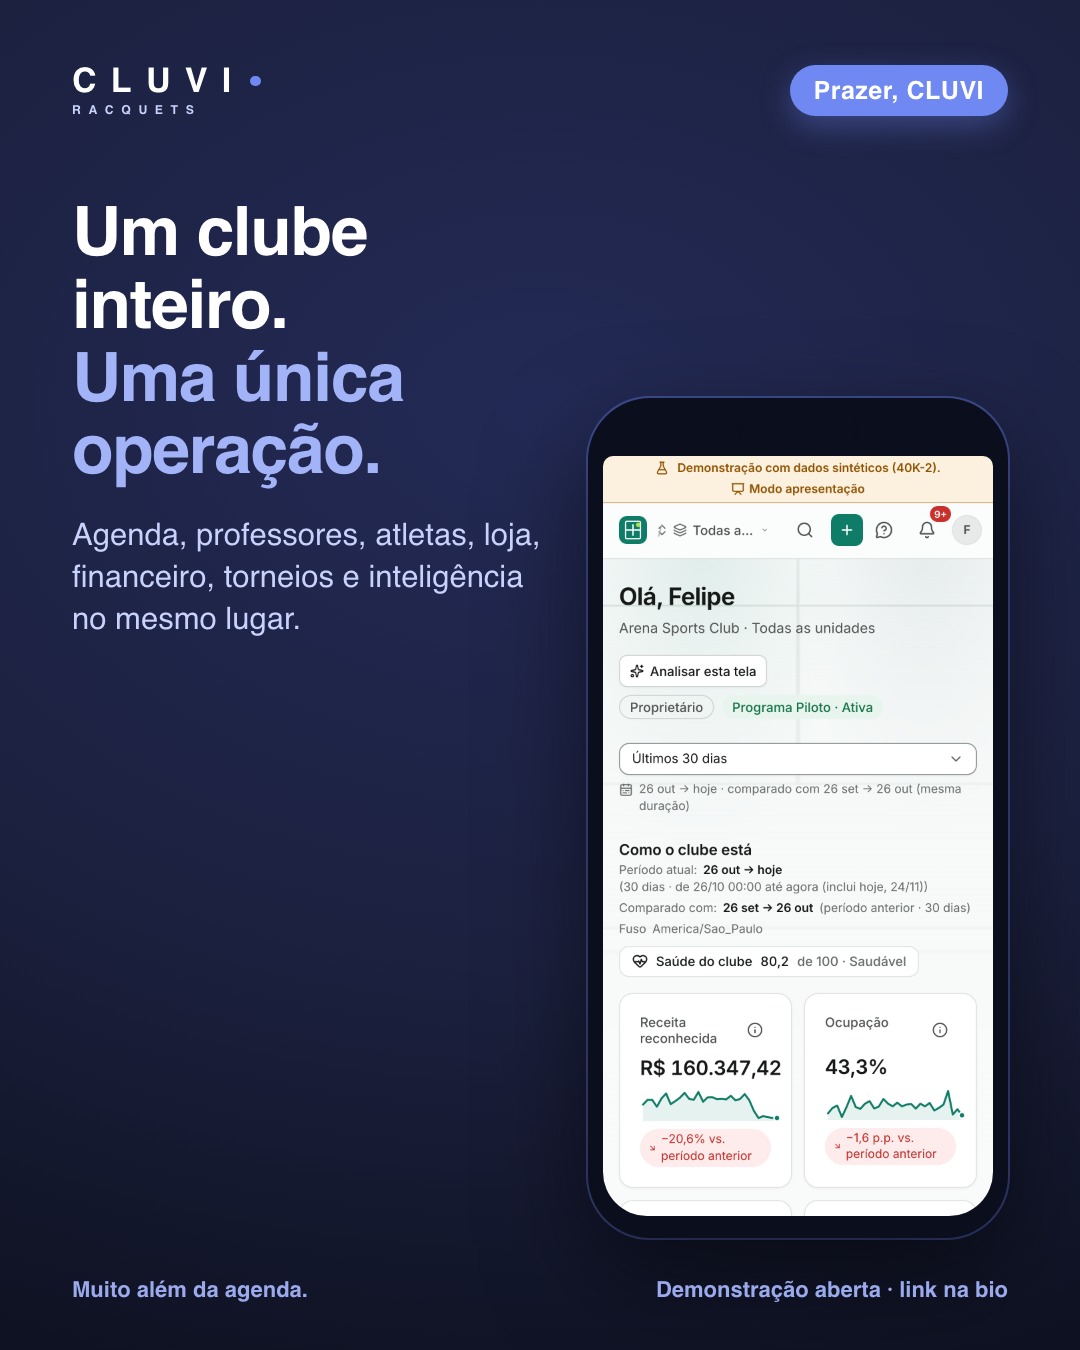 CLUVI
RACQUETS
Prazer, CLUVI
Um clube
inteiro.
Uma única
operação.
Agenda, professores, atletas, loja,
financeiro, torneios e inteligência
no mesmo lugar.
Demonstração com dados sintéticos (40K-2).
Modo apresentação
Todas a...
9+
F
Olá, Felipe
Arena Sports Club · Todas as unidades
Analisar esta tela
Proprietário
Programa Piloto · Ativa
Últimos 30 dias
26 out → hoje · comparado com 26 set → 26 out (mesma
duração)
Como o clube está
Período atual: 26 out → hoje
(30 dias · de 26/10 00:00 até agora (inclui hoje, 24/11))
Comparado com: 26 set → 26 out (período anterior · 30 dias)
Fuso America/Sao_Paulo
Saúde do clube 80,2 de 100 · Saudável
Receita
reconhecida
R$ 160.347,42
−20,6% vs.
período anterior
Ocupação
43,3%
−1,6 p.p. vs.
período anterior
Muito além da agenda.
Demonstração aberta · link na bio